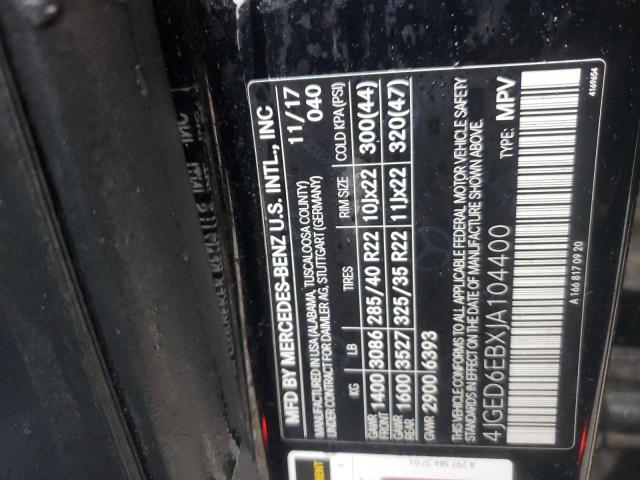 MFD BY MERCEDES-BENZ U.S. INTL., INC
MANUFACTURED IN USA (ALABAMA, TUSCALOOSA COUNTY)
MANUFACTURED FOR DAIMLER AG, STUTTGART (GERMANY)
11/17
040
KG LB TIRES RIM SIZE COLD KPA(PSI)
GAWR FRONT 1400 3086 285/40 R22 10Jx22 300(44)
GAWR REAR 1600 3527 325/35 R22 11Jx22 320(47)
GVWR 2900 6393
THIS VEHICLE CONFORMS TO ALL APPLICABLE FEDERAL MOTOR VEHICLE SAFETY
STANDARDS IN EFFECT ON THE DATE OF MANUFACTURE SHOWN ABOVE.
4JGED6EBXJA104400 TYPE: MPV
A 166 817 09 20
4169654